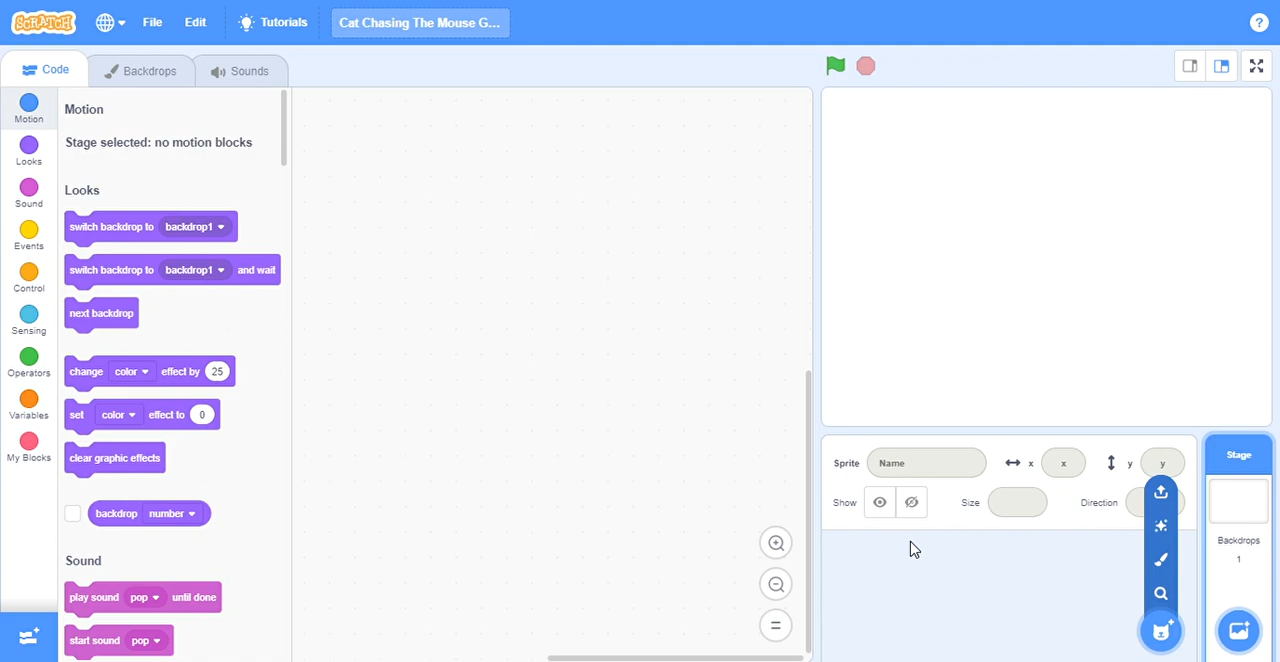 SCRATCH File Edit Tutorials Cat Chasing The Mouse G... ?
Code Backdrops Sounds
Motion
Looks
Sound
Events
Control
Sensing
Operators
Variables
My Blocks
Motion
Stage selected: no motion blocks
Looks
switch backdrop to backdrop1
switch backdrop to backdrop1 and wait
next backdrop
change color effect by 25
set color effect to 0
clear graphic effects
backdrop number
Sound
play sound pop until done
start sound pop
Sprite Name x x y y
Show Size Direction
Stage
Backdrops
1